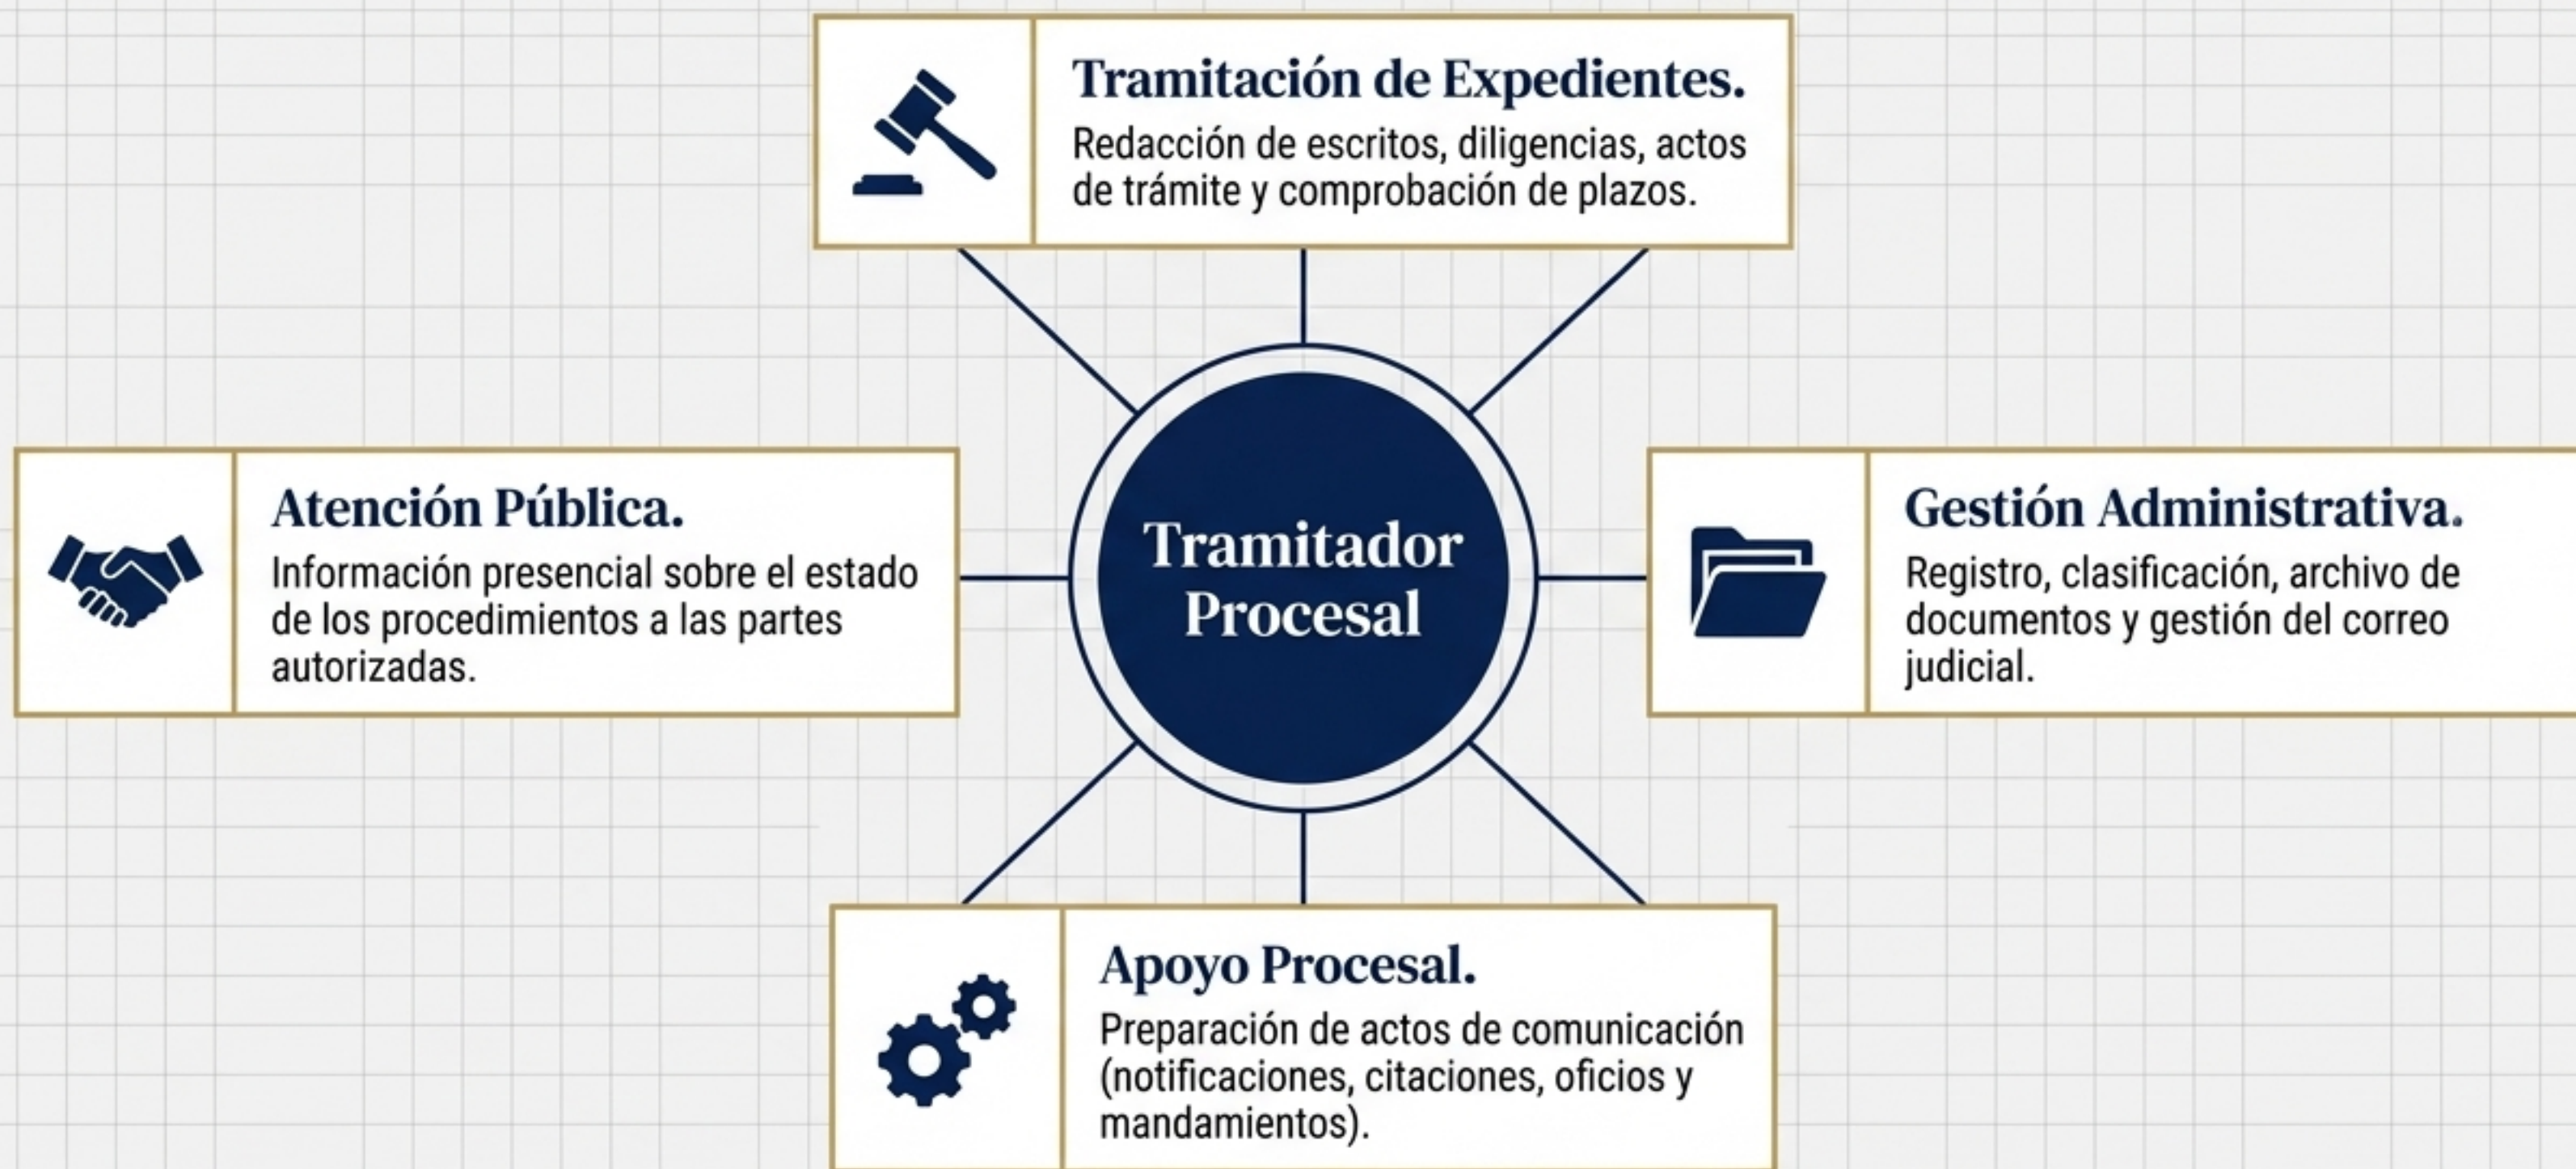 Tramitación de Expedientes.
Redacción de escritos, diligencias, actos
de trámite y comprobación de plazos.
Atención Pública.
Información presencial sobre el estado
de los procedimientos a las partes
autorizadas.
Tramitador
Procesal
Gestión Administrativa.
Registro, clasificación, archivo de
documentos y gestión del correo
judicial.
Apoyo Procesal.
Preparación de actos de comunicación
(notificaciones, citaciones, oficios y
mandamientos).